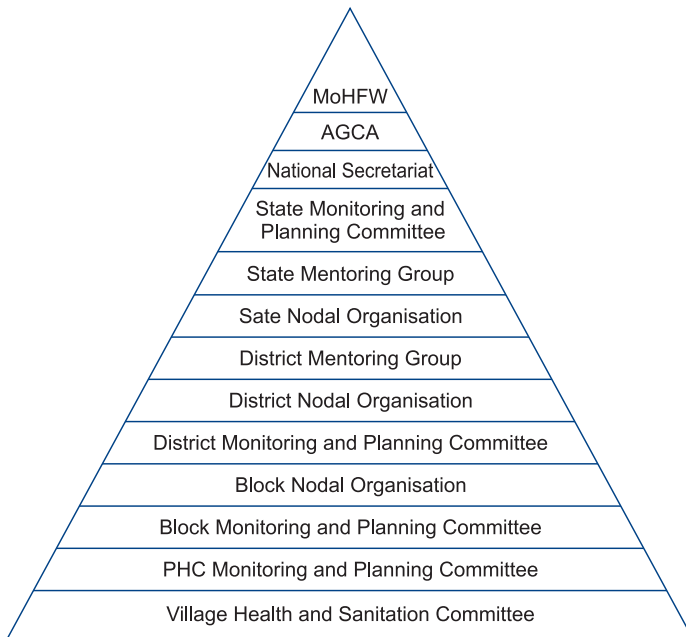 MoHFW
AGCA
National Secretariat
State Monitoring and
Planning Committee
State Mentoring Group
Sate Nodal Organisation
District Mentoring Group
District Nodal Organisation
District Monitoring and Planning Committee
Block Nodal Organisation
Block Monitoring and Planning Committee
PHC Monitoring and Planning Committee
Village Health and Sanitation Committee